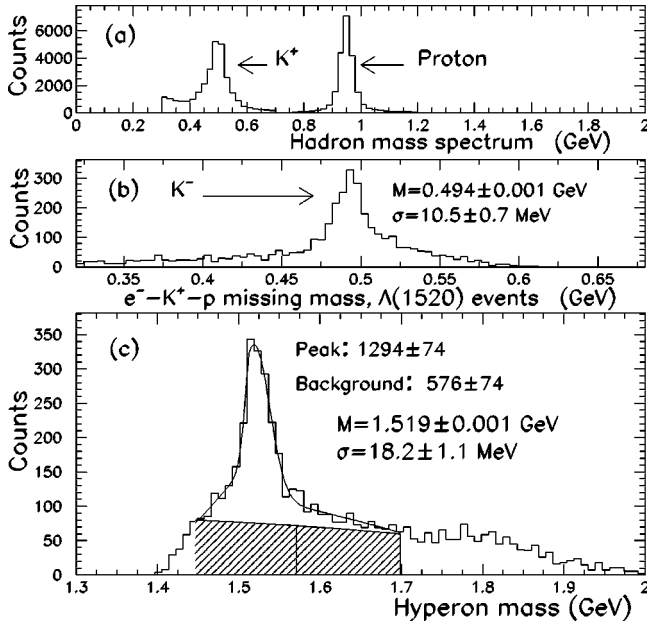 (a)
K⁺
Proton
Counts
6000
4000
2000
0
0 0.2 0.4 0.6 0.8 1 1.2 1.4 1.6 1.8 2
Hadron mass spectrum (GeV)
(b)
K⁻
M=0.494±0.001 GeV
σ=10.5±0.7 MeV
Counts
300
200
100
0
0.35 0.4 0.45 0.5 0.55 0.6 0.65
e⁻-K⁺-p missing mass, Λ(1520) events (GeV)
(c)
Peak: 1294±74
Background: 576±74
M=1.519±0.001 GeV
σ=18.2±1.1 MeV
Counts
350
300
250
200
150
100
50
0
1.3 1.4 1.5 1.6 1.7 1.8 1.9 2
Hyperon mass (GeV)